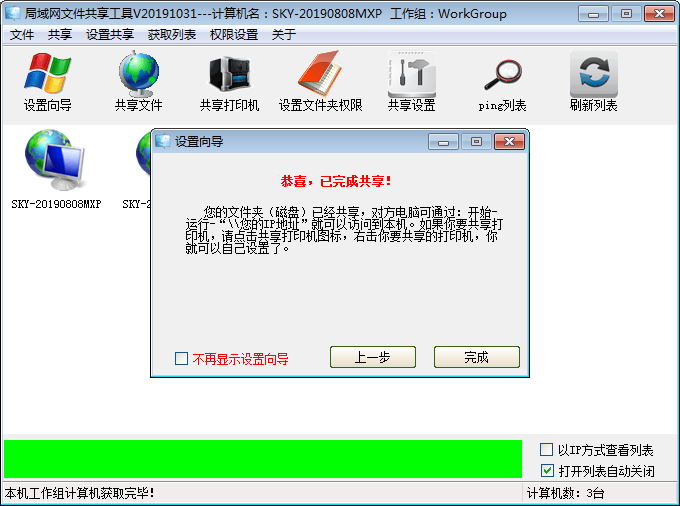 局域网文件共享工具V20191031---计算机名：SKY-20190808MXP  工作组：WorkGroup
文件 共享 设置共享 获取列表 权限设置 关于
设置向导 共享文件 共享打印机 设置文件夹权限 共享设置 ping列表 刷新列表
设置向导
恭喜，已完成共享！
您的文件夹（磁盘）已经共享，对方电脑可通过：开始-
运行-“\\您的IP地址”就可以访问到本机。如果你要共享打
印机，请点击共享打印机图标，右击你要共享的打印机，你
就可以自己设置了。
SKY-20190808MXP SKY-2
不再显示设置向导 上一步 完成
以IP方式查看列表
打开列表自动关闭
本机工作组计算机获取完毕！ 计算机数：3台